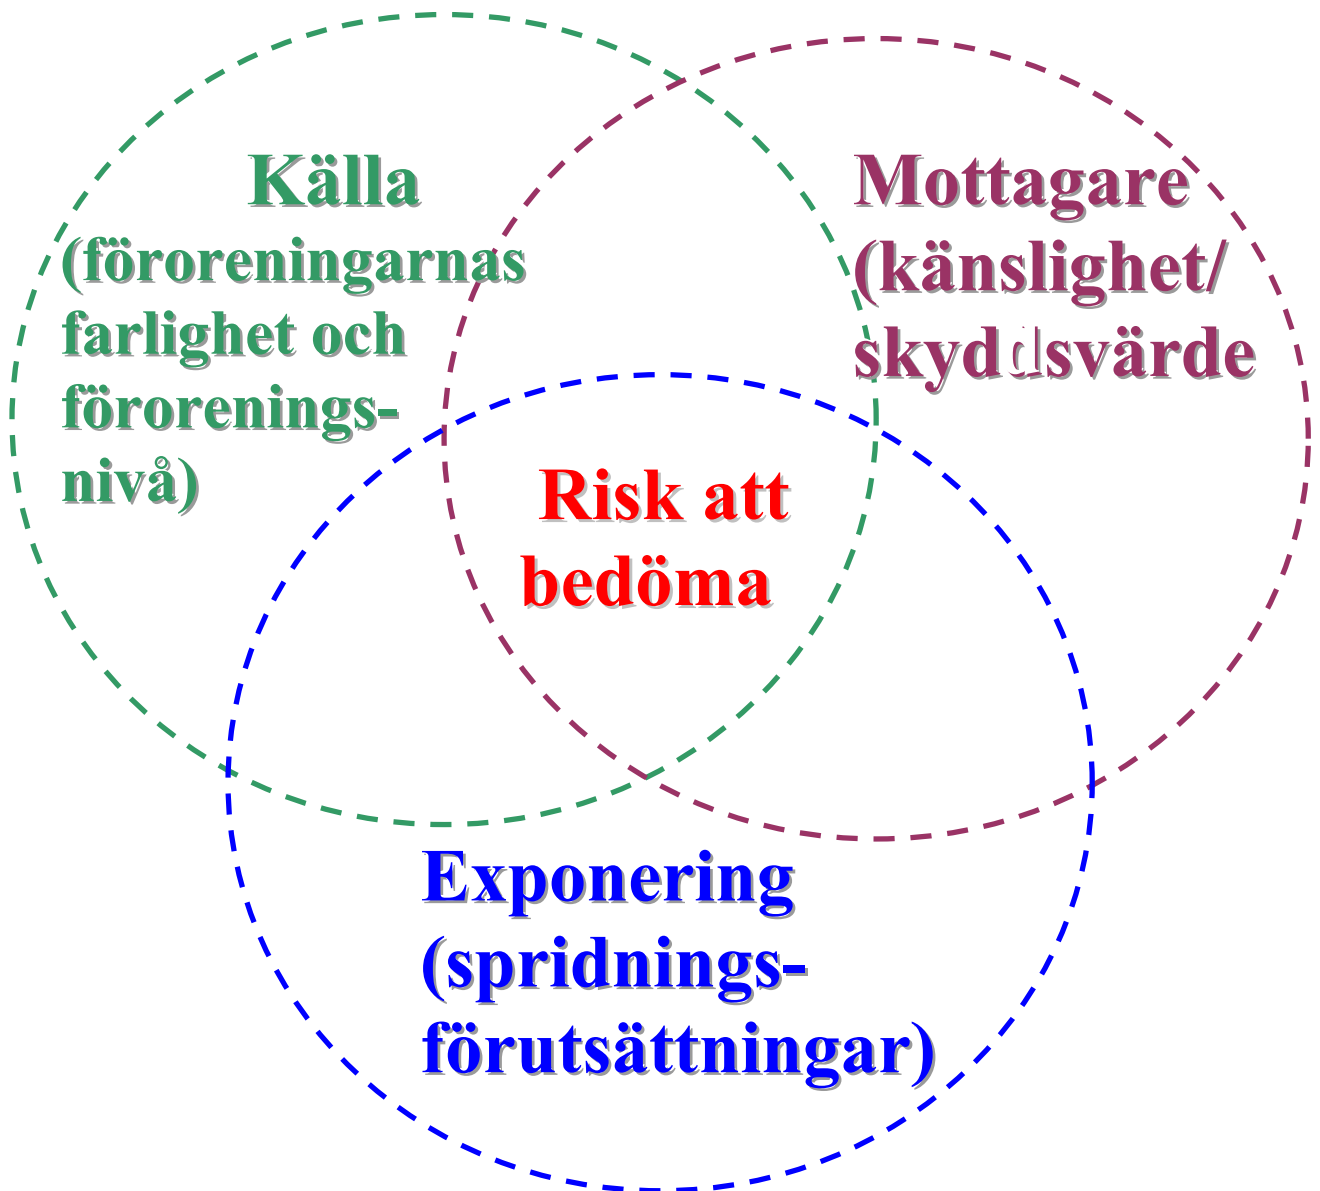 Källa
(föroreningarnas
farlighet och
förorenings-
nivå)
Mottagare
(känslighet/
skyddsvärde
Risk att
bedöma
Exponering
(spridnings-
förutsättningar)